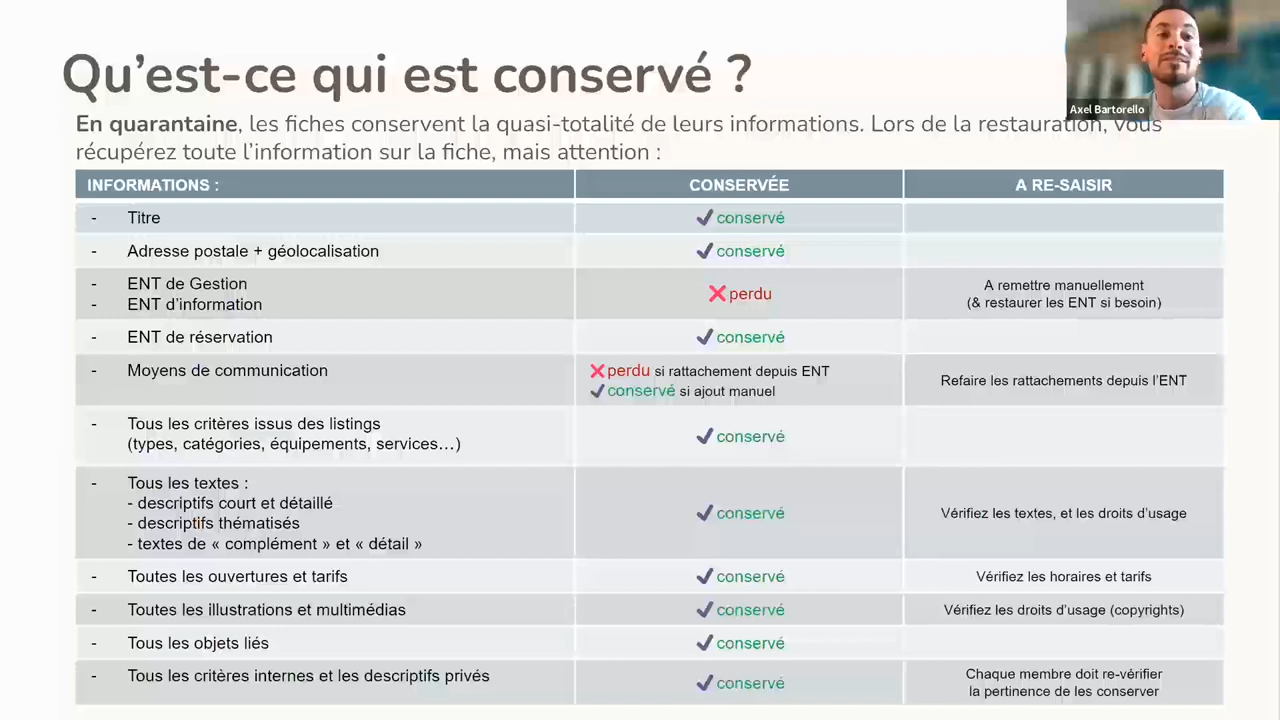 Qu'est-ce qui est conservé ?
Axel Bartorello
En quarantaine, les fiches conservent la quasi-totalité de leurs informations. Lors de la restauration, vous
récupérez toute l'information sur la fiche, mais attention :
INFORMATIONS : CONSERVÉE A RE-SAISIR
- Titre ✔ conservé
- Adresse postale + géolocalisation ✔ conservé
- ENT de Gestion
- ENT d'information
❌ perdu
A remettre manuellement
(& restaurer les ENT si besoin)
- ENT de réservation ✔ conservé
- Moyens de communication
❌ perdu si rattachement depuis ENT
✔ conservé si ajout manuel
Refaire les rattachements depuis l'ENT
- Tous les critères issus des listings
(types, catégories, équipements, services…)
✔ conservé
- Tous les textes :
- descriptifs court et détaillé
- descriptifs thématisés
- textes de « complément » et « détail »
✔ conservé
Vérifiez les textes, et les droits d'usage
- Toutes les ouvertures et tarifs ✔ conservé Vérifiez les horaires et tarifs
- Toutes les illustrations et multimédias ✔ conservé Vérifiez les droits d'usage (copyrights)
- Tous les objets liés ✔ conservé
- Tous les critères internes et les descriptifs privés ✔ conservé
Chaque membre doit re-vérifier
la pertinence de les conserver